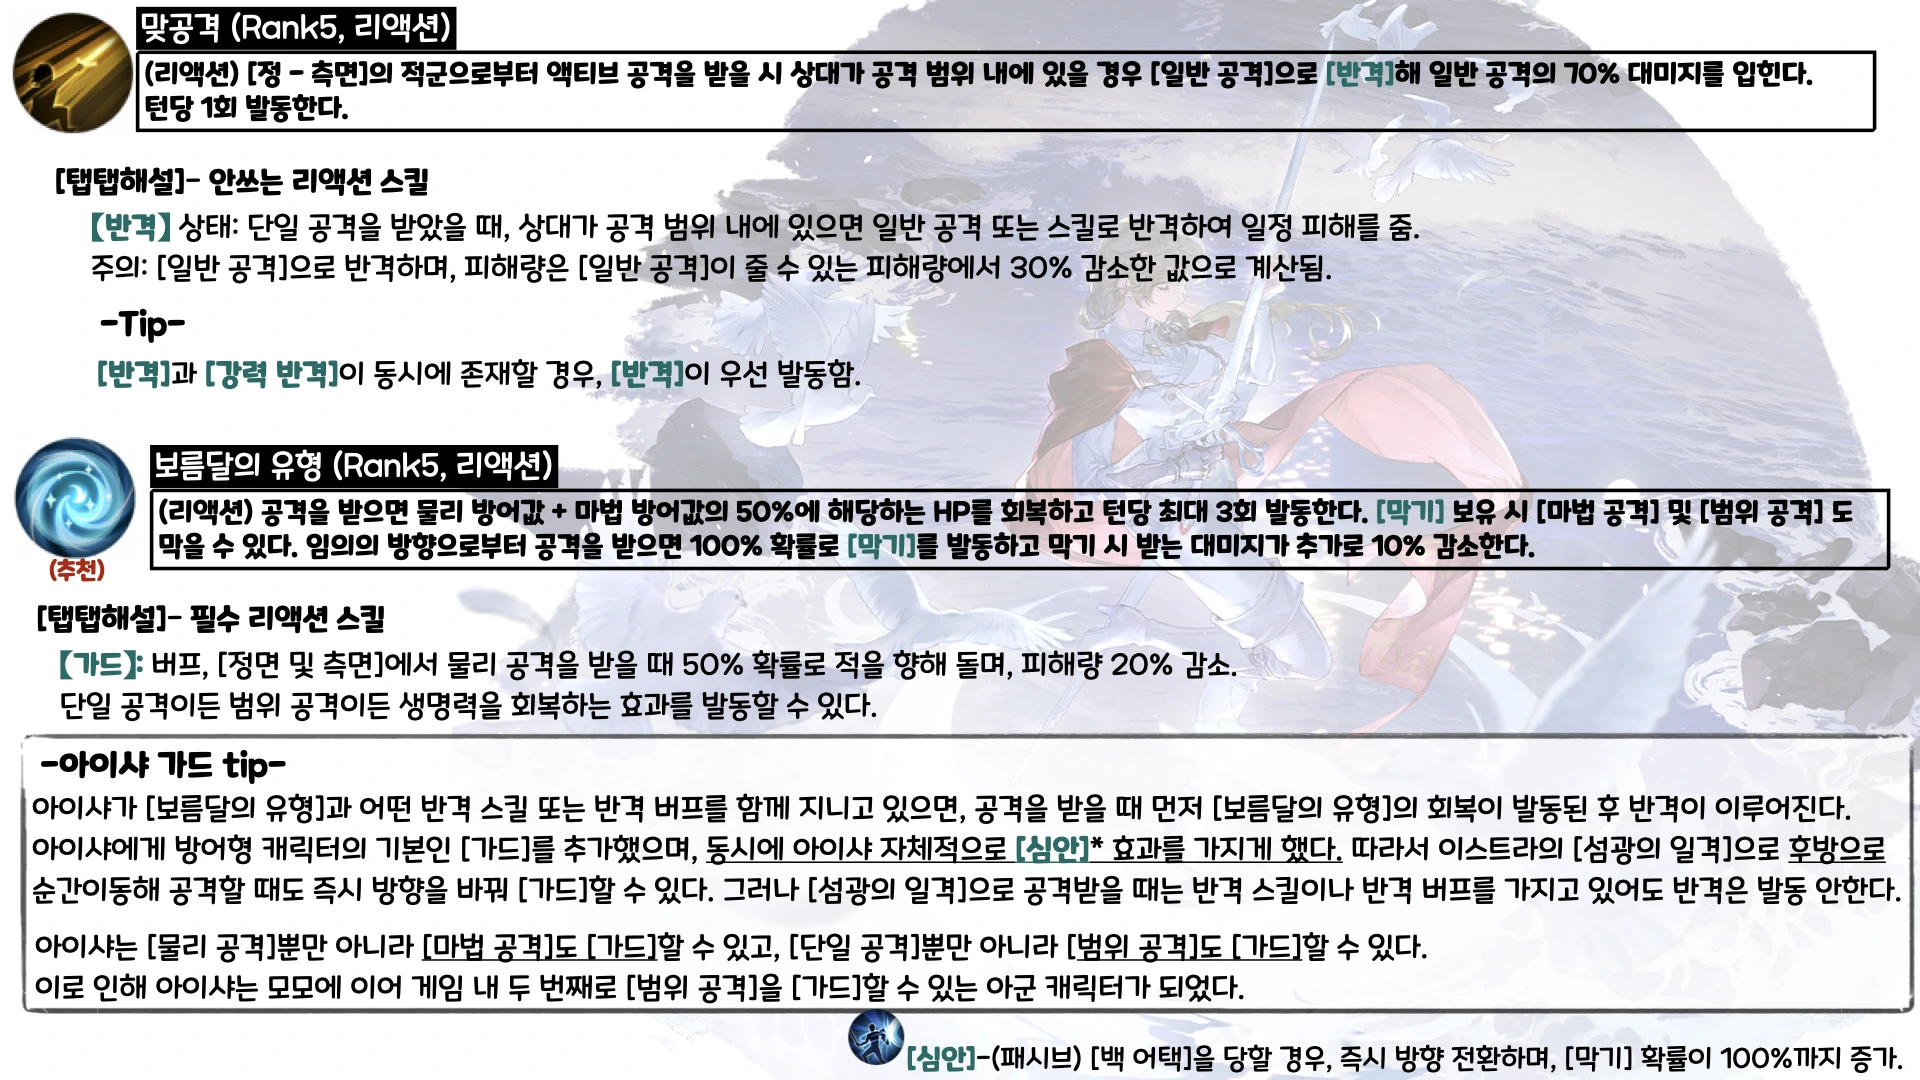 맞공격 (Rank5, 리액션)
(리액션) [정 - 측면]의 적군으로부터 액티브 공격을 받을 시 상대가 공격 범위 내에 있을 경우 [일반 공격]으로 [반격]해 일반 공격의 70% 대미지를 입힌다.
턴당 1회 발동한다.
[탭탭해설]- 안쓰는 리액션 스킬
【반격】 상태: 단일 공격을 받았을 때, 상대가 공격 범위 내에 있으면 일반 공격 또는 스킬로 반격하여 일정 피해를 줌.
주의: [일반 공격]으로 반격하며, 피해량은 [일반 공격]이 줄 수 있는 피해량에서 30% 감소한 값으로 계산됨.
-Tip-
[반격]과 [강력 반격]이 동시에 존재할 경우, [반격]이 우선 발동함.
보름달의 유형 (Rank5, 리액션)
(리액션) 공격을 받으면 물리 방어값 + 마법 방어값의 50%에 해당하는 HP를 회복하고 턴당 최대 3회 발동한다. [막기] 보유 시 [마법 공격] 및 [범위 공격] 도
막을 수 있다. 임의의 방향으로부터 공격을 받으면 100% 확률로 [막기]를 발동하고 막기 시 받는 대미지가 추가로 10% 감소한다.
(추천)
[탭탭해설]- 필수 리액션 스킬
【가드】: 버프, [정면 및 측면]에서 물리 공격을 받을 때 50% 확률로 적을 향해 돌며, 피해량 20% 감소.
단일 공격이든 범위 공격이든 생명력을 회복하는 효과를 발동할 수 있다.
-아이샤 가드 tip-
아이샤가 [보름달의 유형]과 어떤 반격 스킬 또는 반격 버프를 함께 지니고 있으면, 공격을 받을 때 먼저 [보름달의 유형]의 회복이 발동된 후 반격이 이루어진다.
아이샤에게 방어형 캐릭터의 기본인 [가드]를 추가했으며, 동시에 아이샤 자체적으로 [심안]* 효과를 가지게 했다. 따라서 이스트라의 [섬광의 일격]으로 후방으로
순간이동해 공격할 때도 즉시 방향을 바꿔 [가드]할 수 있다. 그러나 [섬광의 일격]으로 공격받을 때는 반격 스킬이나 반격 버프를 가지고 있어도 반격은 발동 안한다.
아이샤는 [물리 공격]뿐만 아니라 [마법 공격]도 [가드]할 수 있고, [단일 공격]뿐만 아니라 [범위 공격]도 [가드]할 수 있다.
이로 인해 아이샤는 모모에 이어 게임 내 두 번째로 [범위 공격]을 [가드]할 수 있는 아군 캐릭터가 되었다.
[심안]-(패시브) [백 어택]을 당할 경우, 즉시 방향 전환하며, [막기] 확률이 100%까지 증가.